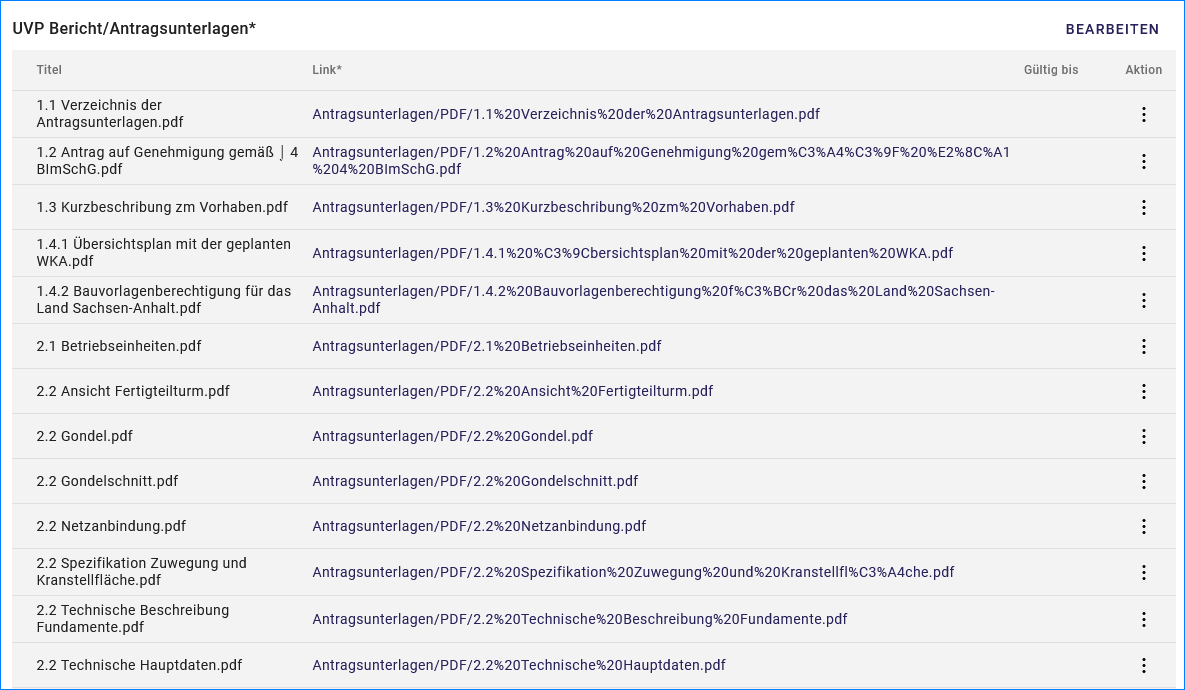 UVP Bericht/Antragsunterlagen*
BEARBEITEN
Titel Link* Gültig bis Aktion
1.1 Verzeichnis der
Antragsunterlagen.pdf
Antragsunterlagen/PDF/1.1%20Verzeichnis%20der%20Antragsunterlagen.pdf
1.2 Antrag auf Genehmigung gemäß ⌡ 4
BImSchG.pdf
Antragsunterlagen/PDF/1.2%20Antrag%20auf%20Genehmigung%20gem%C3%A4%C3%9F%20%E2%8C%A1
%204%20BImSchG.pdf
1.3 Kurzbeschribung zm Vorhaben.pdf
Antragsunterlagen/PDF/1.3%20Kurzbeschribung%20zm%20Vorhaben.pdf
1.4.1 Übersichtsplan mit der geplanten
WKA.pdf
Antragsunterlagen/PDF/1.4.1%20%C3%9Cbersichtsplan%20mit%20der%20geplanten%20WKA.pdf
1.4.2 Bauvorlagenberechtigung für das
Land Sachsen-Anhalt.pdf
Antragsunterlagen/PDF/1.4.2%20Bauvorlagenberechtigung%20f%C3%BCr%20das%20Land%20Sachsen-
Anhalt.pdf
2.1 Betriebseinheiten.pdf
Antragsunterlagen/PDF/2.1%20Betriebseinheiten.pdf
2.2 Ansicht Fertigteilturm.pdf
Antragsunterlagen/PDF/2.2%20Ansicht%20Fertigteilturm.pdf
2.2 Gondel.pdf
Antragsunterlagen/PDF/2.2%20Gondel.pdf
2.2 Gondelschnitt.pdf
Antragsunterlagen/PDF/2.2%20Gondelschnitt.pdf
2.2 Netzanbindung.pdf
Antragsunterlagen/PDF/2.2%20Netzanbindung.pdf
2.2 Spezifikation Zuwegung und
Kranstellfläche.pdf
Antragsunterlagen/PDF/2.2%20Spezifikation%20Zuwegung%20und%20Kranstellfl%C3%A4che.pdf
2.2 Technische Beschreibung
Fundamente.pdf
Antragsunterlagen/PDF/2.2%20Technische%20Beschreibung%20Fundamente.pdf
2.2 Technische Hauptdaten.pdf
Antragsunterlagen/PDF/2.2%20Technische%20Hauptdaten.pdf